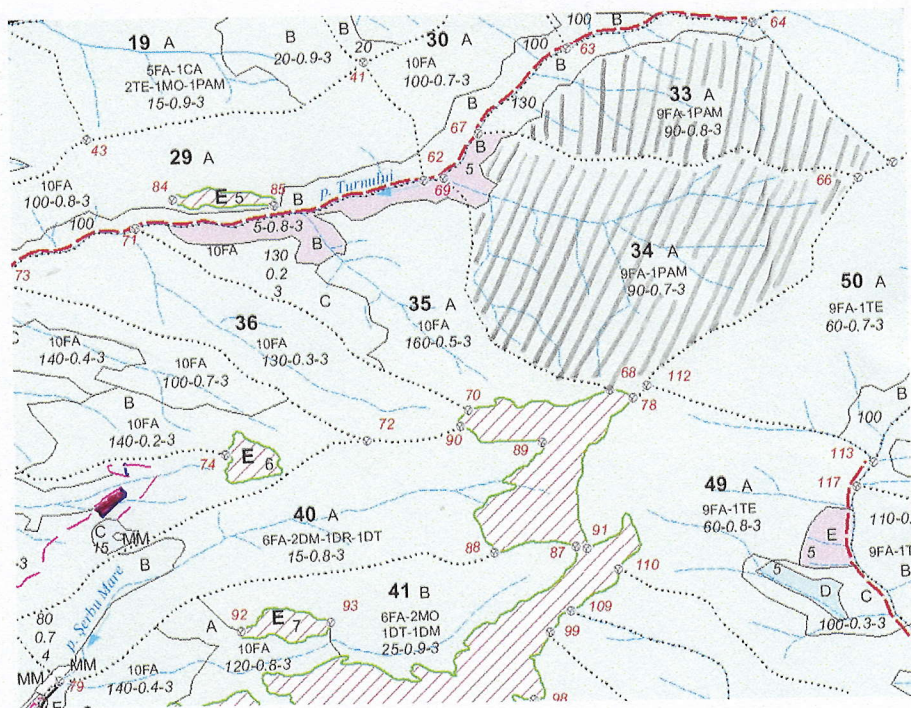 19 A
5FA-1CA
2TE-1MO-1PAM
15-0.9-3
B
20-0.9-3
B
20
41
30 A
10FA
100-0.7-3
100
B
63
64
B
130
33 A
9FA-1PAM
90-0.8-3
43
29 A
67
B
B
62
5
69
66
10FA
100-0.8-3
84
E 5
85
B
p. Turnului
100
71
5-0.8-3
73
10FA
B
130
0.2
3
C
34 A
9FA-1PAM
90-0.7-3
50 A
9FA-1TE
60-0.7-3
35 A
10FA
160-0.5-3
36
10FA
130-0.3-3
10FA
140-0.4-3
10FA
100-0.7-3
B
10FA
140-0.2-3
68
112
78
70
90
72
89
B
100
113
74
E 6
117
49 A
9FA-1TE
60-0.8-3
110-0.
9FA-1T
B
E
5
C
15
MM
B
-3
40 A
6FA-2DM-1DR-1DT
15-0.8-3
88
87
91
110
5
D
C
100-0.3-3
p. Șerbu Mare
80
0.7
4
MM
MM
79
A
92
E 7
93
41 B
6FA-2MO
1DT-1DM
25-0.9-3
109
99
10FA
120-0.8-3
10FA
140-0.4-3
98
E